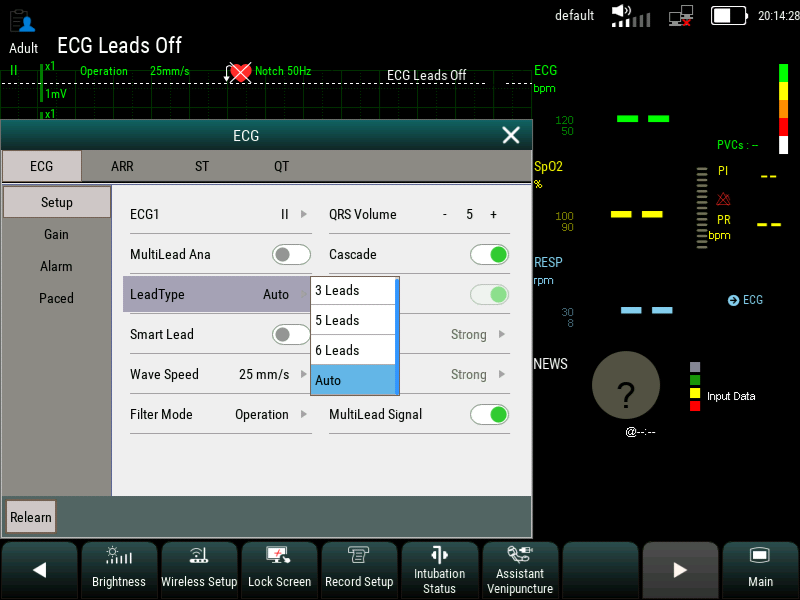 default
20:14:28
Adult
ECG Leads Off
II
x1
Operation
25mm/s
Notch 50Hz
ECG Leads Off
1mV
x1
ECG
bpm
120
50
PVCs : --
SpO2
%
100
90
PI
--
PR
bpm
--
RESP
rpm
30
8
ECG
NEWS
?
@--:--
Input Data
ECG
ECG
ARR
ST
QT
Setup
Gain
Alarm
Paced
ECG1
II
QRS Volume
- 5 +
MultiLead Ana
Cascade
LeadType
Auto
3 Leads
5 Leads
6 Leads
Auto
Smart Lead
Strong
Wave Speed
25 mm/s
Strong
Filter Mode
Operation
MultiLead Signal
Relearn
Brightness
Wireless Setup
Lock Screen
Record Setup
Intubation
Status
Assistant
Venipuncture
Main